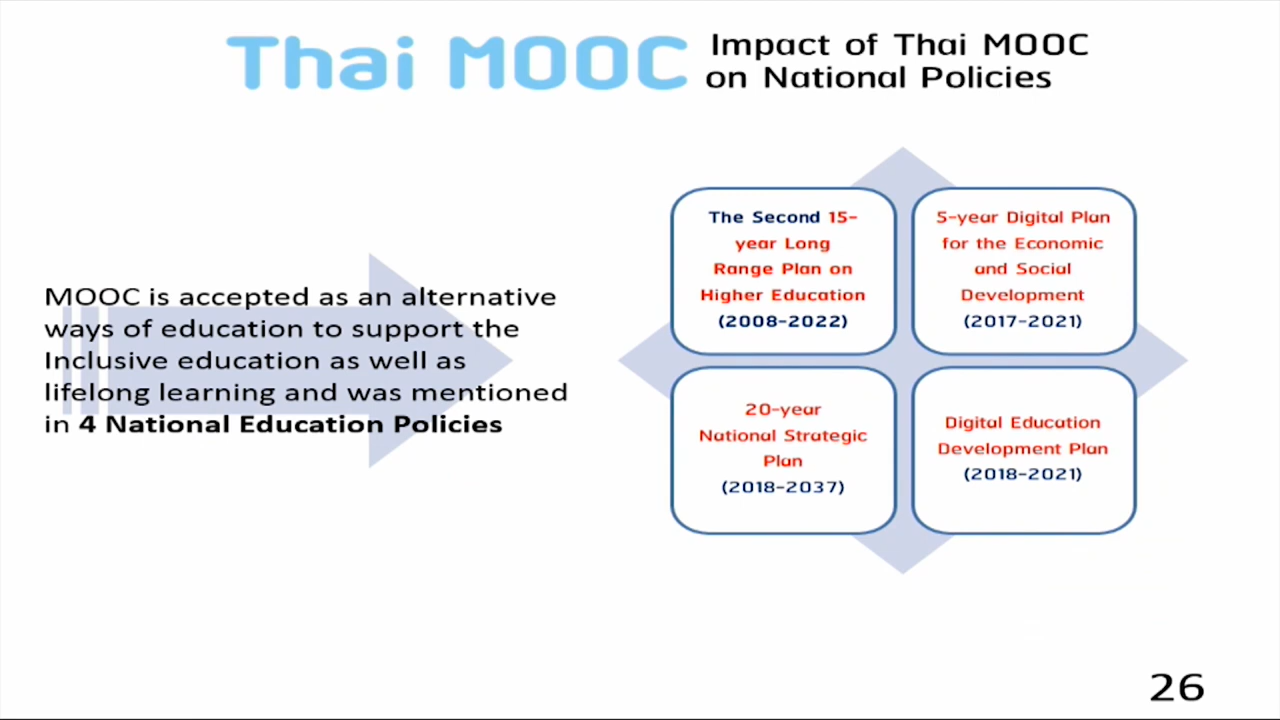 Thai MOOC
Impact of Thai MOOC
on National Policies
MOOC is accepted as an alternative
ways of education to support the
Inclusive education as well as
lifelong learning and was mentioned
in 4 National Education Policies
The Second 15-
year Long
Range Plan on
Higher Education
(2008-2022)
5-year Digital Plan
for the Economic
and Social
Development
(2017-2021)
20-year
National Strategic
Plan
(2018-2037)
Digital Education
Development Plan
(2018-2021)
26